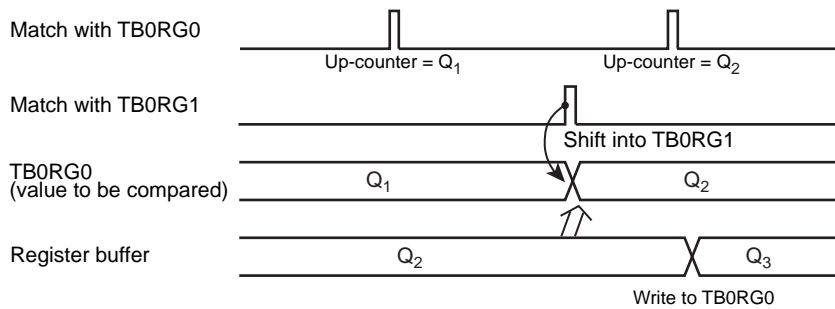 Match with TB0RG0
Up-counter = Q1
Up-counter = Q2
Match with TB0RG1
Shift into TB0RG1
TB0RG0
(value to be compared)
Q1
Q2
Register buffer
Q2
Q3
Write to TB0RG0